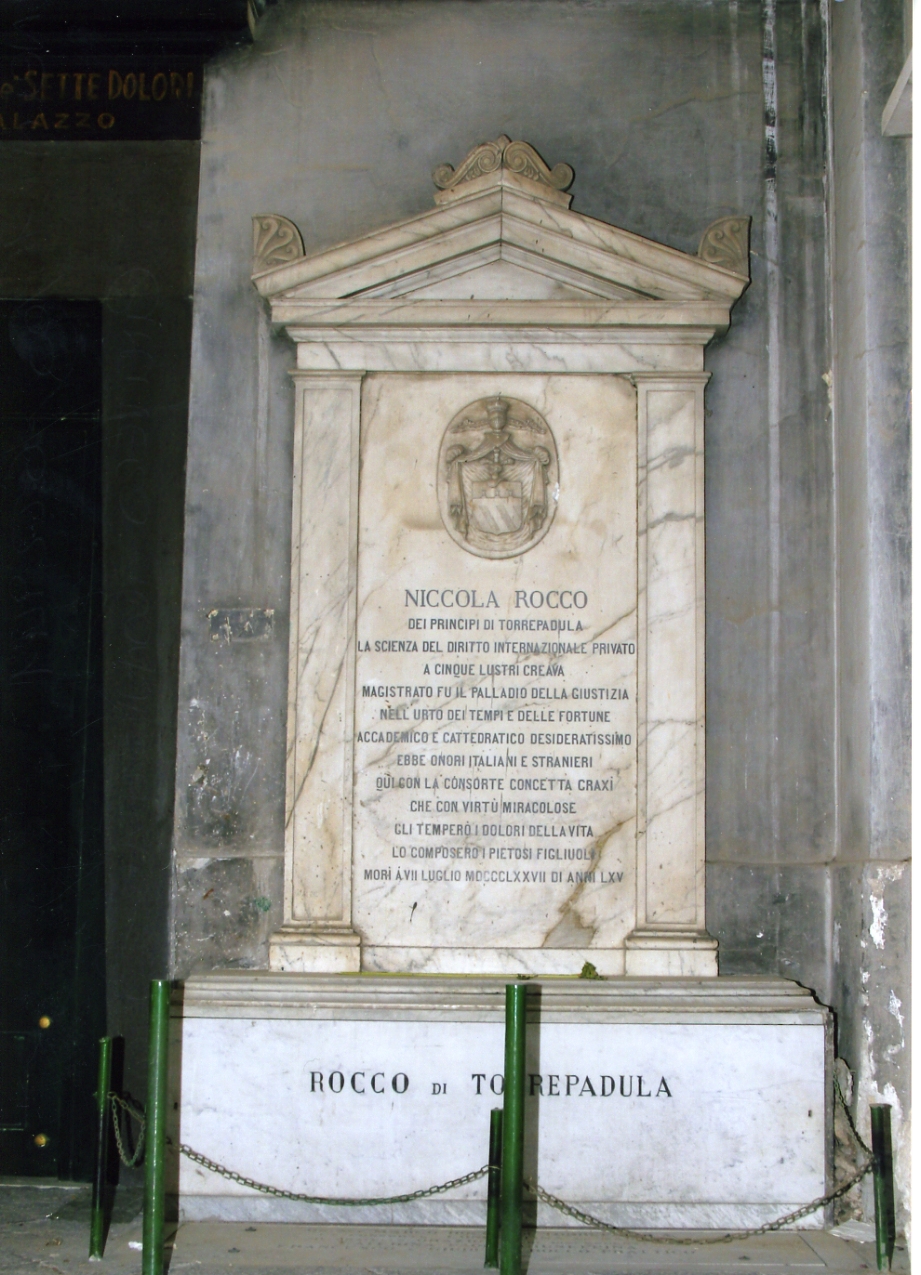 SETTE DOLORI
NICCOLA ROCCO
DEI PRINCIPI DI TORREPADULA
LA SCIENZA DEL DIRITTO INTERNAZIONALE PRIVATO
A CINQUE LUSTRI CREAVA
MAGISTRATO FU IL PALLADIO DELLA GIUSTIZIA
NELL'URTO DEI TEMPI E DELLE FORTUNE
ACCADEMICO E CATTEDRATICO DESIDERATISSIMO
EBBE ONORI ITALIANI E STRANIERI
QUÌ CON LA CONSORTE CONCETTA CRAXÌ
CHE CON VIRTÙ MIRACOLOSE
GLI TEMPERÒ I DOLORI DELLA VITA
LO COMPOSERO I PIETOSI FIGLIUOLI
MORÌ À VII LUGLIO MDCCCLXXVII DI ANNI LXV
ROCCO DI TORREPADULA